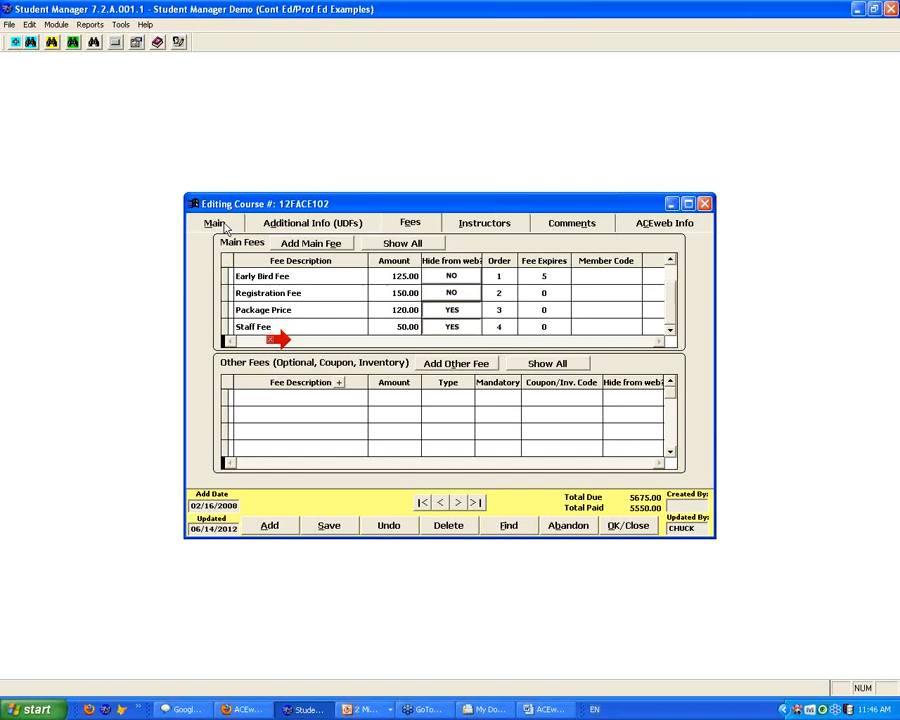 Student Manager 7.2.A.001.1 - Student Manager Demo (Cont Ed/Prof Ed Examples)
File Edit Module Reports Tools Help
Editing Course #: 12FACE102
Main Additional Info (UDFs) Fees Instructors Comments ACEweb Info
Main Fees Add Main Fee Show All
Fee Description Amount Hide from web? Order Fee Expires Member Code
Early Bird Fee 125.00 NO 1 5
Registration Fee 150.00 NO 2 0
Package Price 120.00 YES 3 0
Staff Fee 50.00 YES 4 0
Other Fees (Optional, Coupon, Inventory) Add Other Fee Show All
Fee Description + Amount Type Mandatory Coupon/Inv. Code Hide from web?
Add Date
02/16/2008
Updated
06/14/2012
|< < > >|
Total Due 5675.00
Total Paid 5550.00
Created By:
Updated By:
CHUCK
Add Save Undo Delete Find Abandon OK/Close
NUM
start Googl... ACEw... Stude... 2 Mi... GoTo... My Do... ACEw... EN 11:46 AM